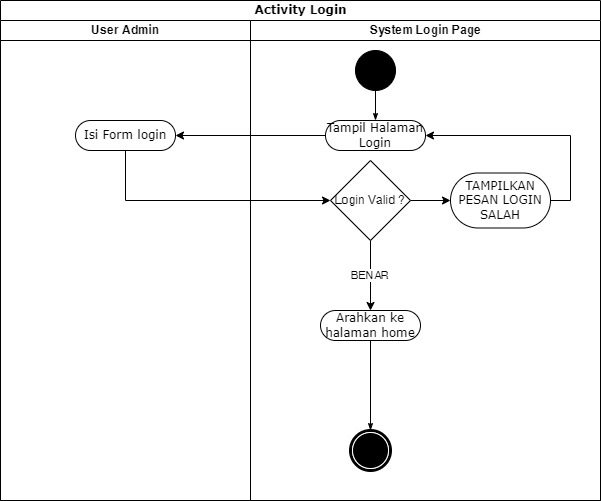 Activity Login
User Admin
System Login Page
Tampil Halaman
Login
Isi Form login
Login Valid ?
TAMPILKAN
PESAN LOGIN
SALAH
BENAR
Arahkan ke
halaman home